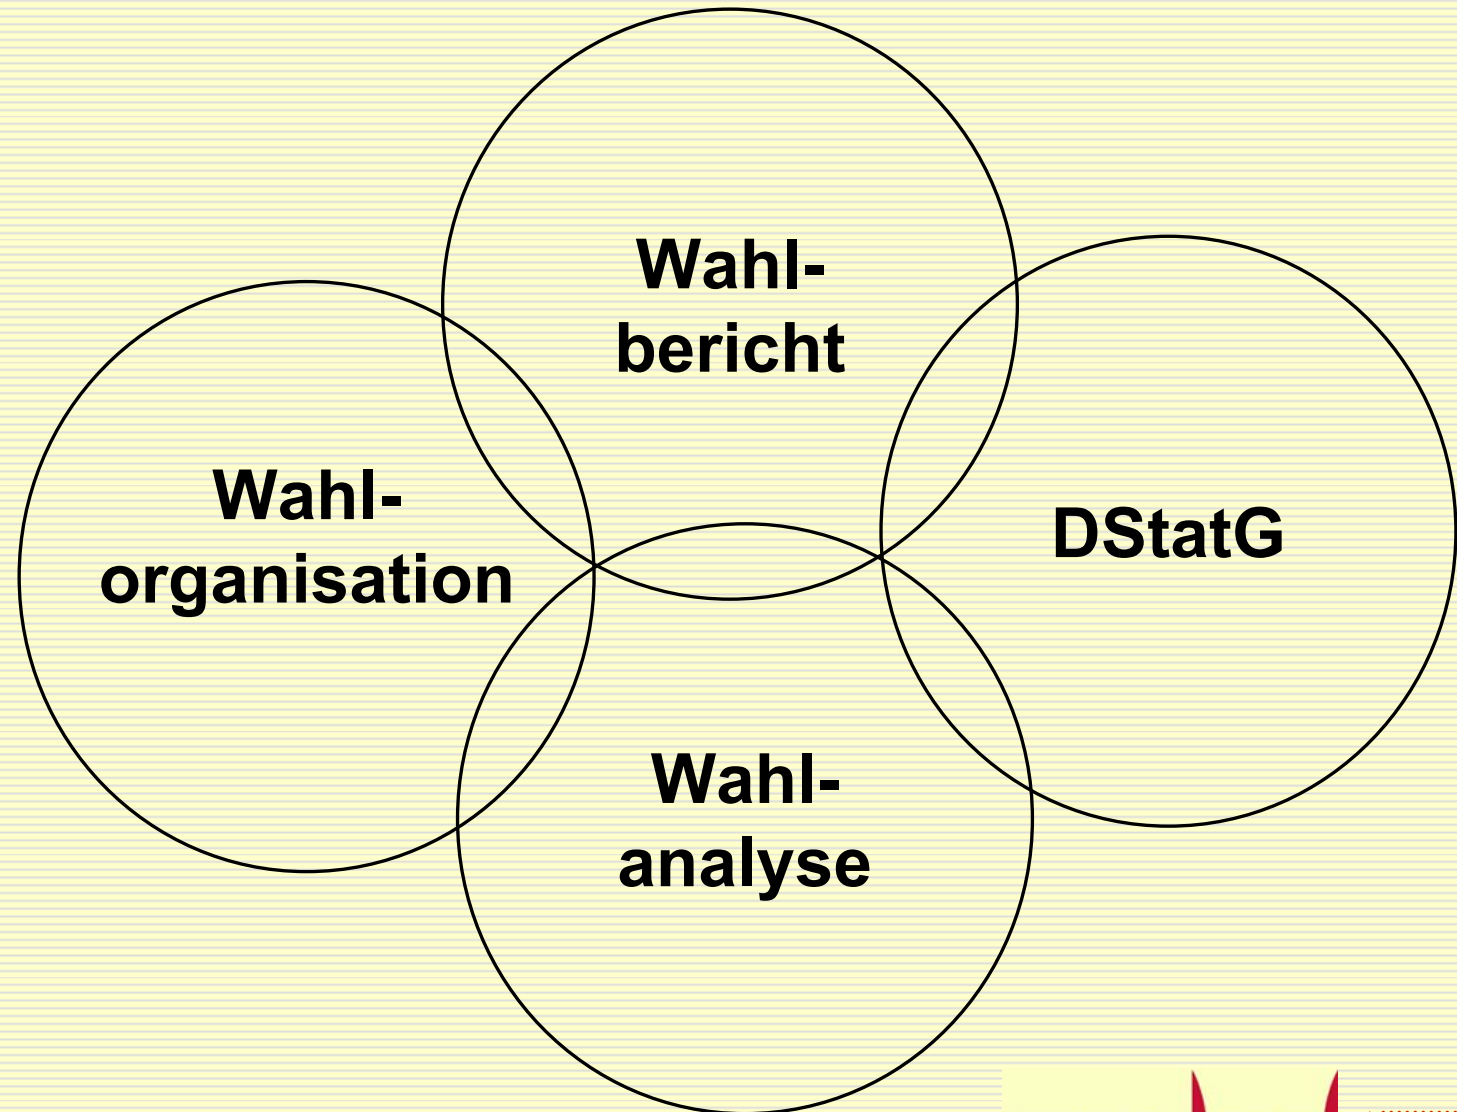 Wahl-
bericht
Wahl-
organisation
DStatG
Wahl-
analyse